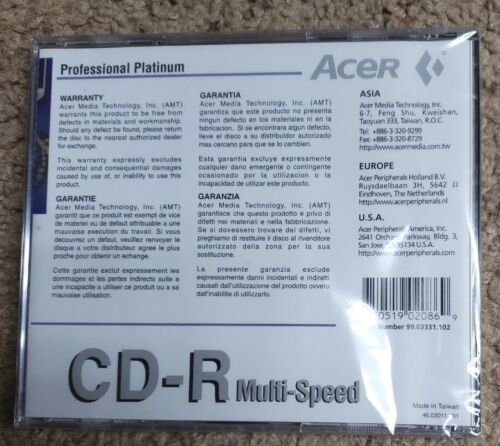 Professional Platinum
ACER
WARRANTY
Acer Media Technology, Inc. (AMT)
warrants this product to be free from
defects in materials and workmanship.
Should any defect be found, please return
the disc to the nearest authorized dealer
for exchange.
This warranty expressly excludes
incidental and consequential damages
caused by use of, or inability to use this
product.
GARANTIE
Acer Media Technology, Inc. (AMT)
garantit que ce produit est exempt de vice
de materiel ou de defaut attribuable a une
mauvaise execution du travail. Si vous
decouvrez un defaut, veuillez renvoyer le
disque a votre distributeur agree le plus
proche pour obtenir un echange.
Cette garantie exclut expressement les
dommages et les pertes indirects suite a
une incapacite a utiliser ce produit ou a sa
mauvaise utilisation.
GARANTIA
Acer Media Technology, Inc. (AMT)
garantiza que este producto no presenta
ningun defecto en los materiales ni en la
fabricacion. Si se encontrara algun defecto,
lleve el disco a su distribuidor autorizado
mas cercano para que se lo cambien.
Esta garantia excluye expresamente
cualquier dano emergente o contingente
ocasionado por la utilizacion o la
incapacidad de utilizar este producto.
GARANZIA
Acer Media Technology, Inc. (AMT)
garantisce che questo prodotto e privo di
difetti nei materiali e nella fabbricazione.
Se si dovessero trovare dei difetti, vi
preghiamo di restituire il disco al rivenditore
autorizzato della zona per la sua
sostituzione.
La presente garanzia esclude
espressamente danni incidentali e indiretti
causati dall'utilizzazione del prodotto ovvero
dall'inabilita di utilizzarlo.
ASIA
Acer Media Technology, Inc.
6-7, Feng Shu, Kweishan,
Taoyuan 333, Taiwan, R.O.C.
Tel: +886-3-320-9299
Fax: +886-3-320-8729
http://www.acermedia.com.tw
EUROPE
Acer Peripherals Holland B.V.
Ruysdaelbaan 3H, 5642 JJ
Eindhoven, The Netherlands
http://www.acerperipherals.nl
U.S.A.
Acer Peripherals America, Inc.
2641 Orchard Parkway, Bldg. 3,
San Jose, 95134 U.S.A.
http://www.acerperipherals.com
0519 02086 9
Number 99.03331.102
CD-R Multi-Speed
Made in Taiwan